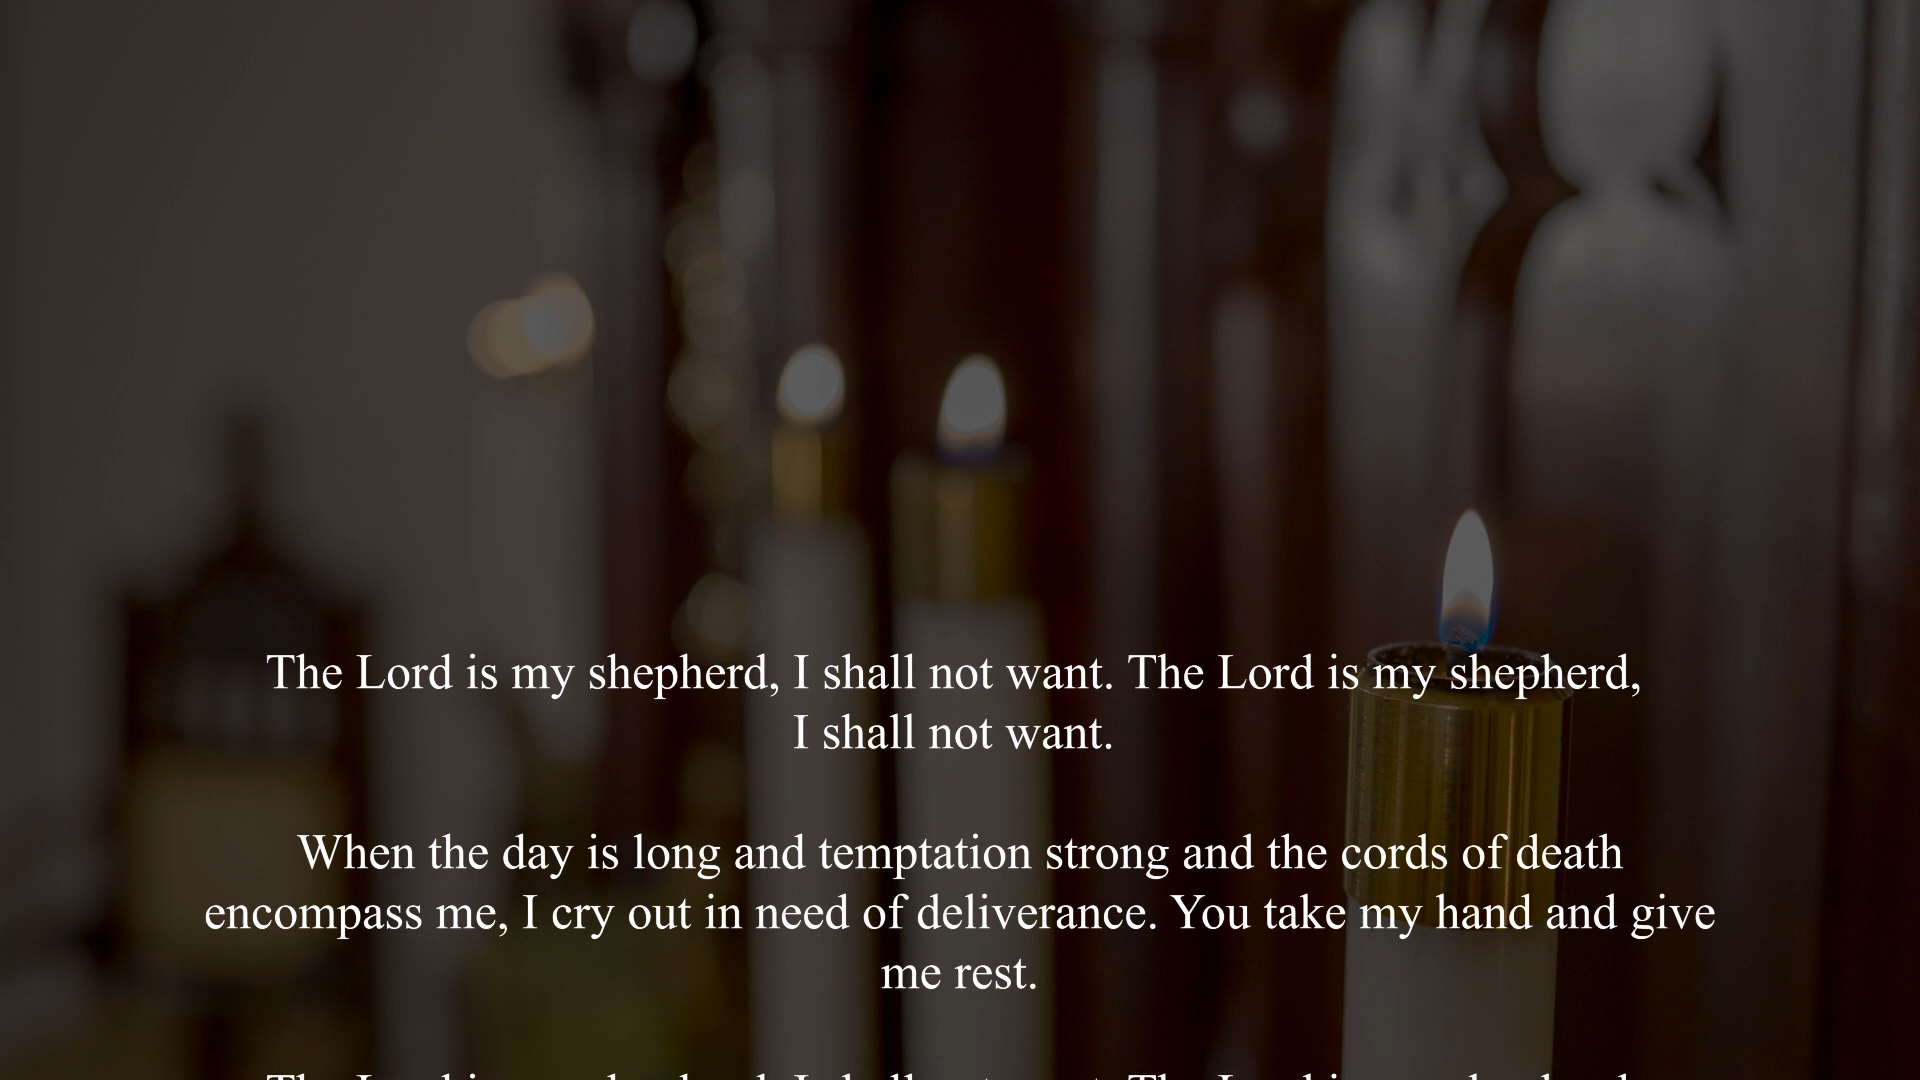 The Lord is my shepherd, I shall not want. The Lord is my shepherd,
I shall not want.
When the day is long and temptation strong and the cords of death
encompass me, I cry out in need of deliverance. You take my hand and give
me rest.